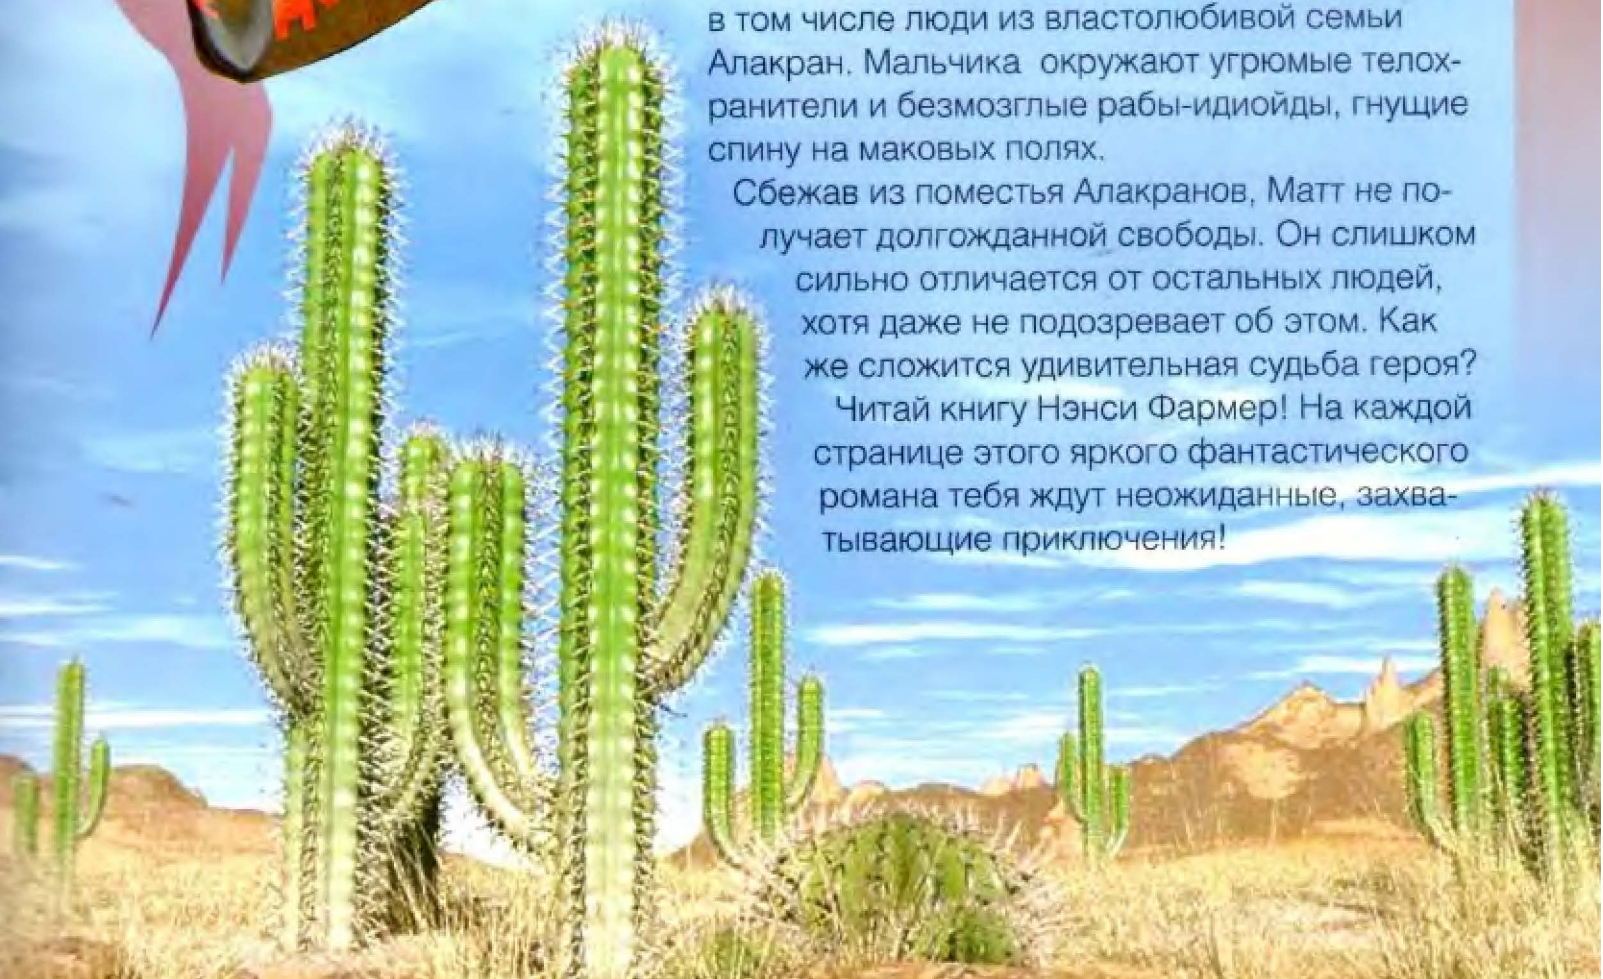 в том числе люди из властолюбивой семьи
Алакран. Мальчика окружают угрюмые телох-
ранители и безмозглые рабы-идиойды, гнущие
спину на маковых полях.
Сбежав из поместья Алакранов, Матт не по-
лучает долгожданной свободы. Он слишком
сильно отличается от остальных людей,
хотя даже не подозревает об этом. Как
же сложится удивительная судьба героя?
Читай книгу Нэнси Фармер! На каждой
странице этого яркого фантастического
романа тебя ждут неожиданные, захва-
тывающие приключения!